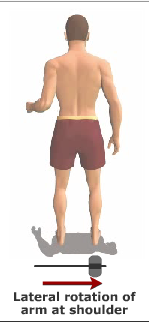 Lateral rotation of
arm at shoulder